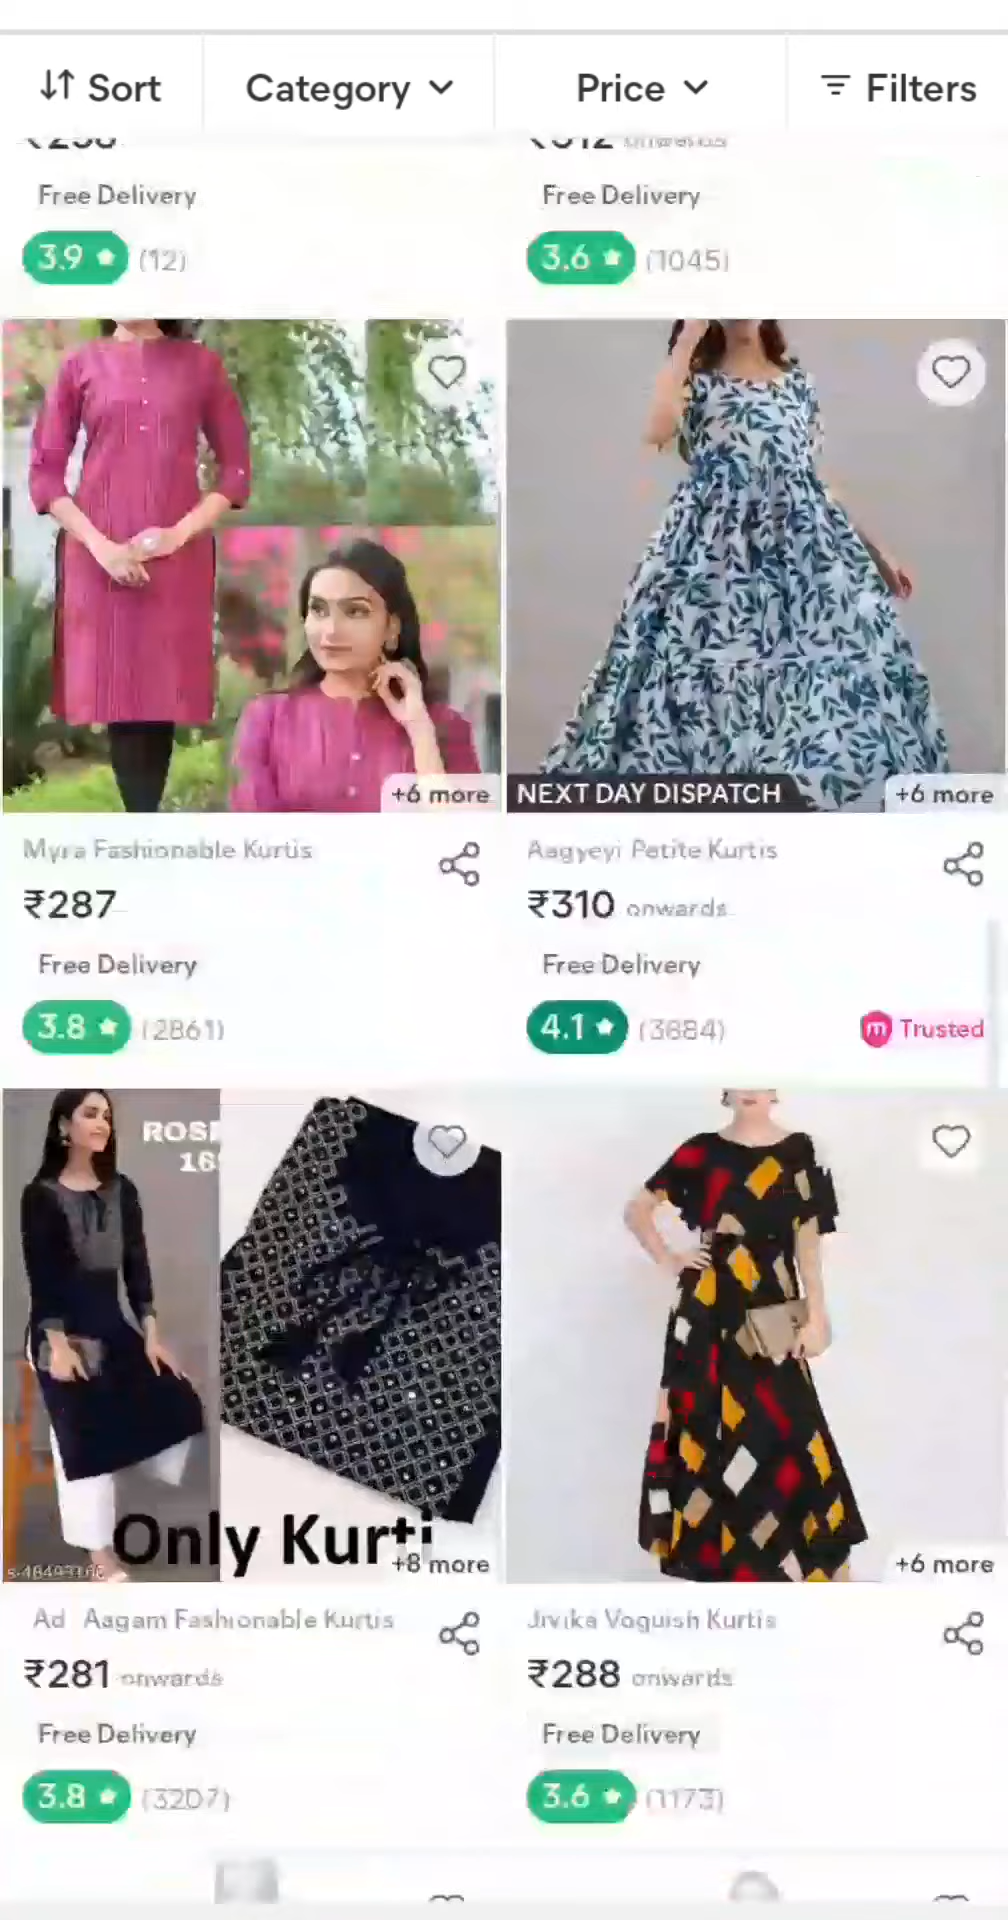 Sort Category Price Filters
onwards
Free Delivery Free Delivery
3.9 (12) 3.6 (1045)
+6 more NEXT DAY DISPATCH +6 more
Myra Fashionable Kurtis Aagyeyi Petite Kurtis
₹287 ₹310 onwards
Free Delivery Free Delivery
3.8 (2861) 4.1 (3884) m Trusted
ROSE
16
Only Kurti
+8 more +6 more
Ad Aagam Fashionable Kurtis Jivika Voguish Kurtis
₹281 onwards ₹288 onwards
Free Delivery Free Delivery
3.8 (3207) 3.6 (1173)